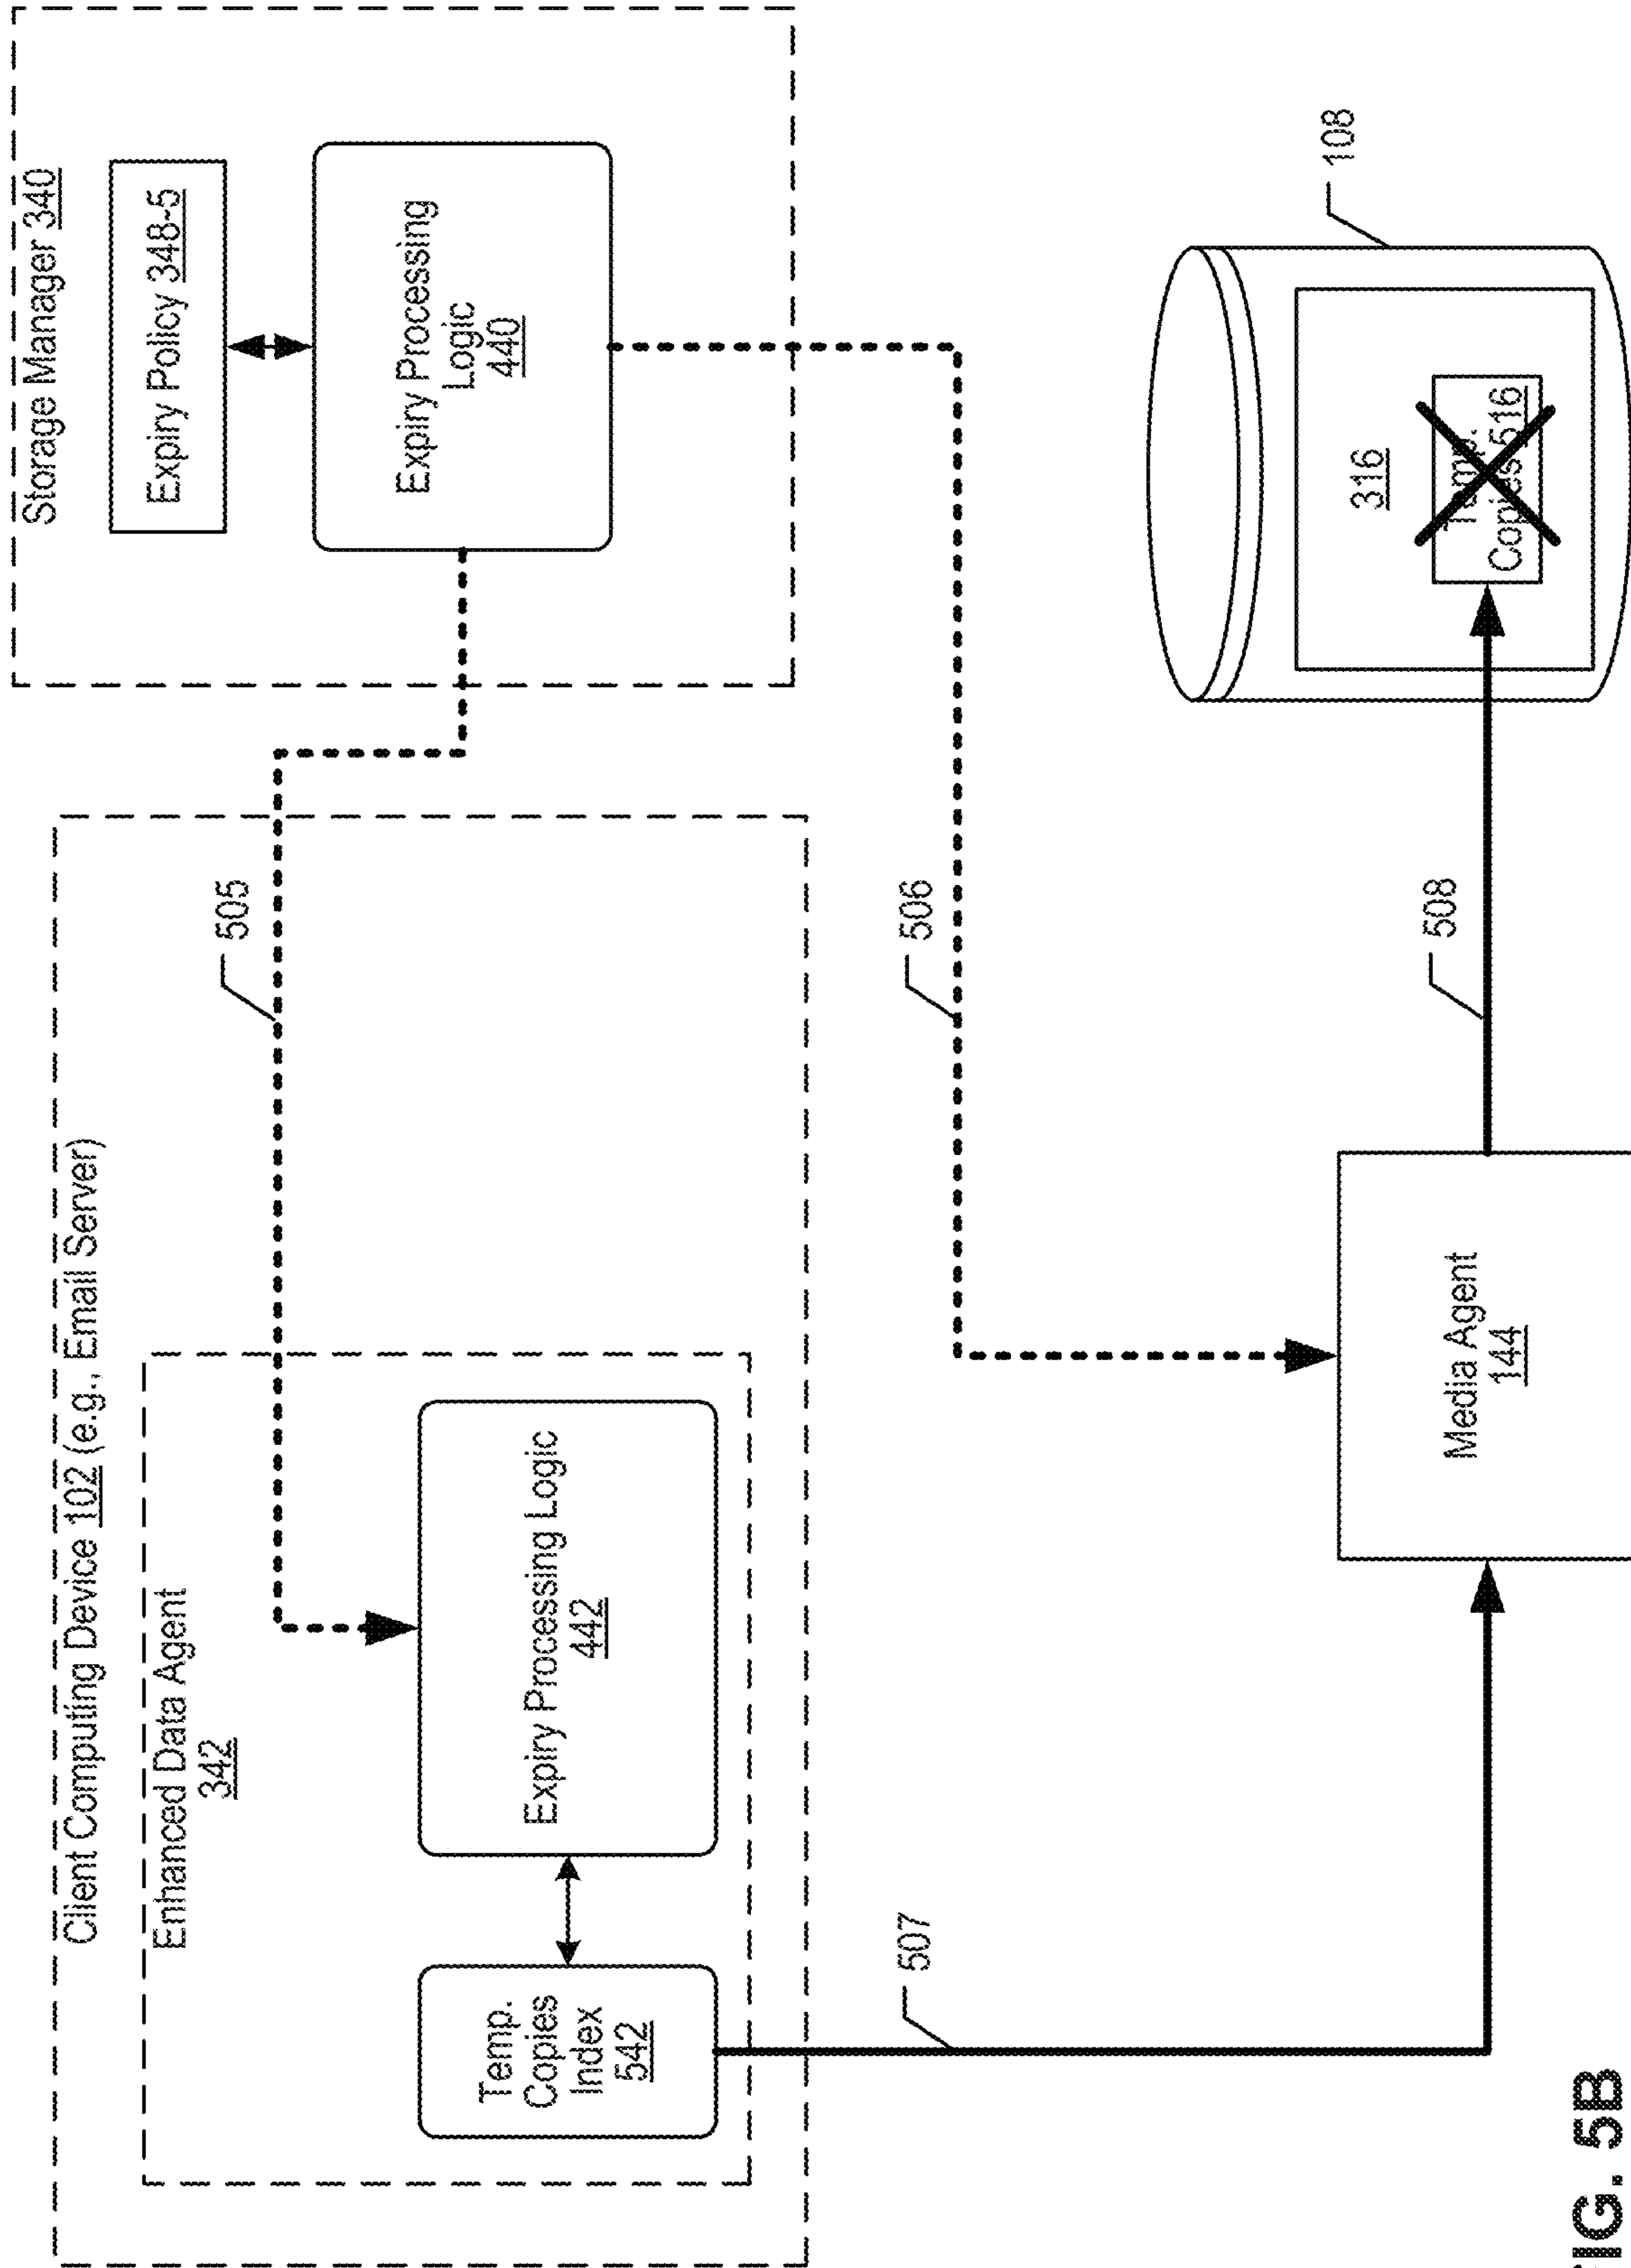 Client Computing Device 102 (e.g., Email Server)
Enhanced Data Agent
342
Temp.
Copies
Index
542
Expiry Processing Logic
442
505
Storage Manager 340
Expiry Policy 348-5
Expiry Processing
Logic
440
506
507
Media Agent
144
508
108
316
Temp.
Copies 516
FIG. 5B